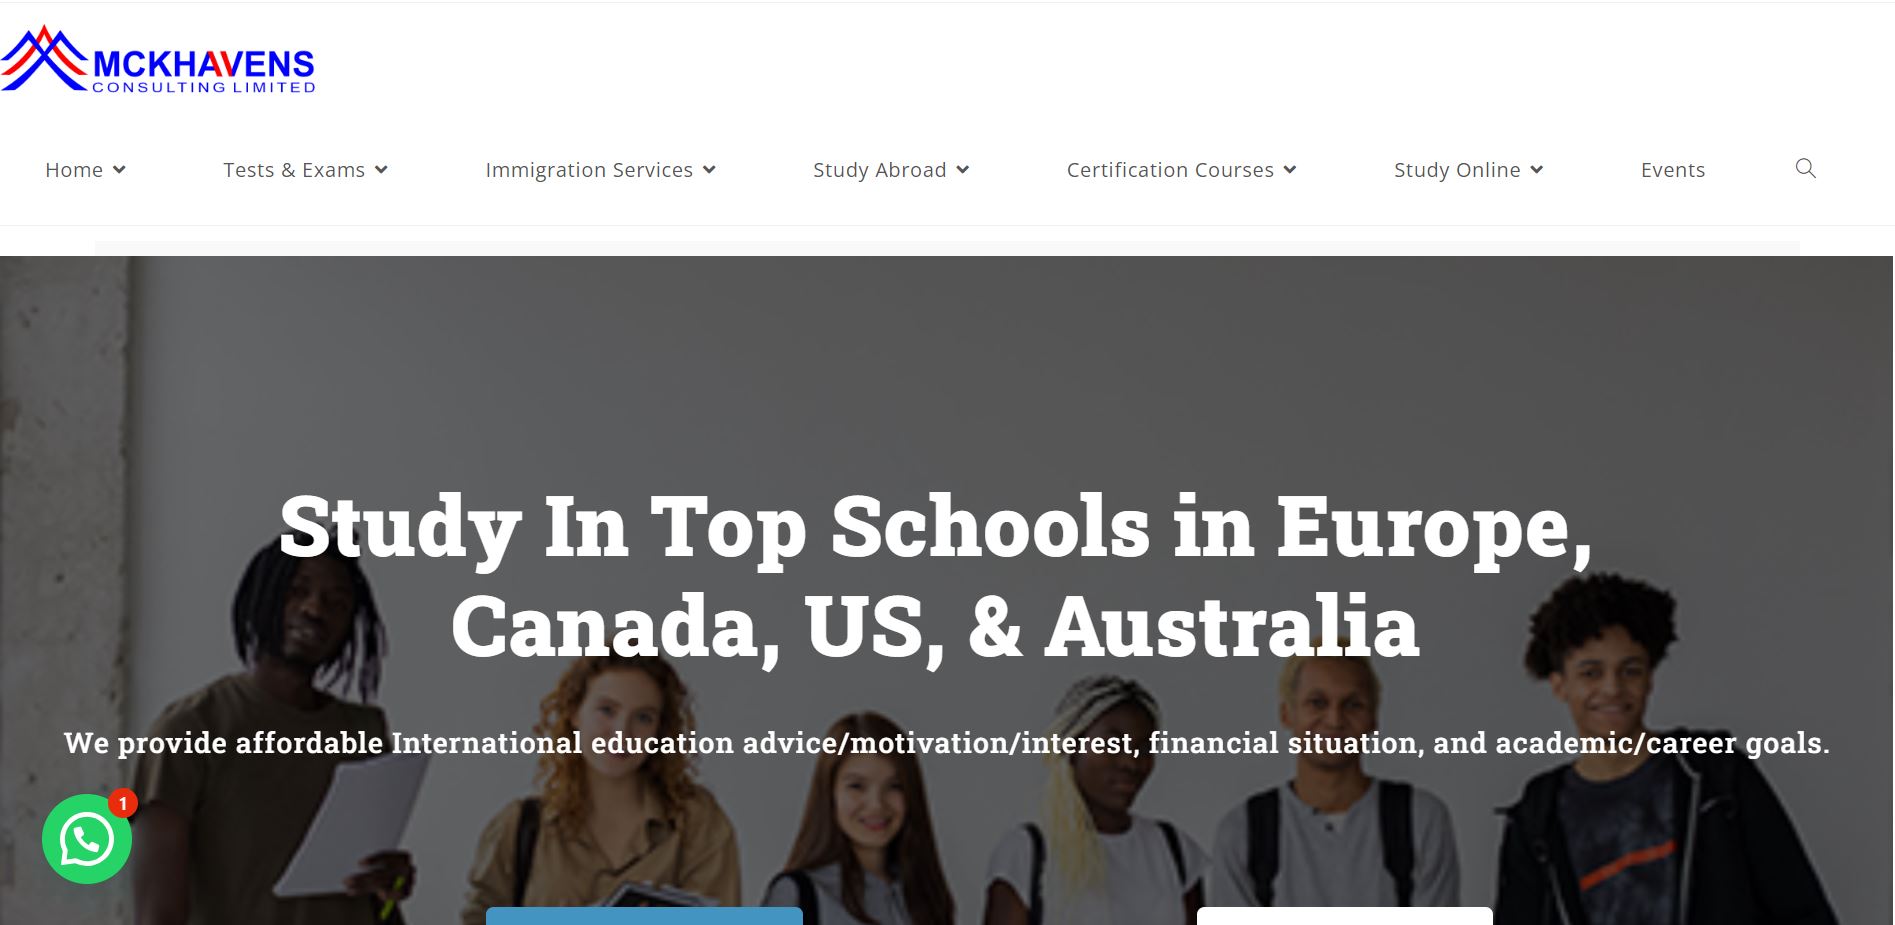 MCKHAVENS
CONSULTING LIMITED
Home Tests & Exams Immigration Services Study Abroad Certification Courses Study Online Events
Study In Top Schools in Europe,
Canada, US, & Australia
We provide affordable International education advice/motivation/interest, financial situation, and academic/career goals.
1